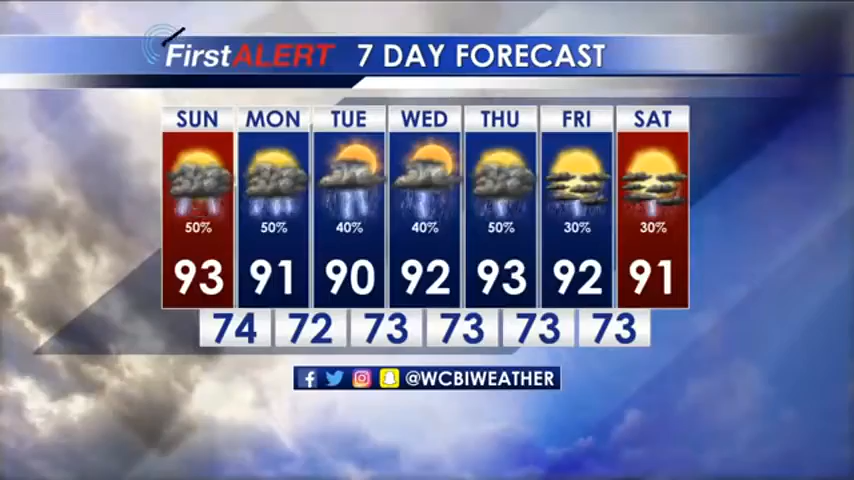 FirstALERT 7 DAY FORECAST
SUN MON TUE WED THU FRI SAT
50% 50% 40% 40% 50% 30% 30%
93 91 90 92 93 92 91
74 72 73 73 73 73
@WCBIWEATHER